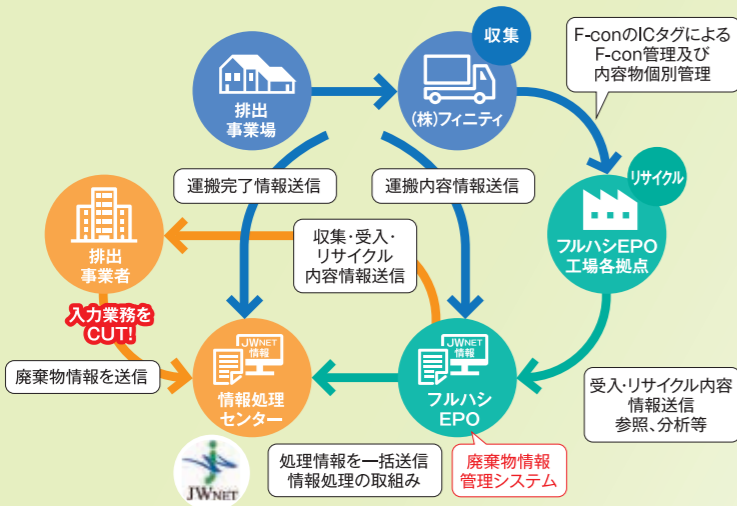 収集
F-conのICタグによる
F-con管理及び
内容物個別管理
排出
事業場
(株)フィニティ
運搬完了情報送信
運搬内容情報送信
リサイクル
フルハシEPO
工場各拠点
排出
事業者
収集・受入・
リサイクル
内容情報送信
入力業務を
CUT!
廃棄物情報を送信
JWNET
情報
情報処理
センター
JWNET
情報
フルハシ
EPO
受入・リサイクル内容
情報送信
参照、分析等
JWNET
処理情報を一括送信
情報処理の取組み
廃棄物情報
管理システム